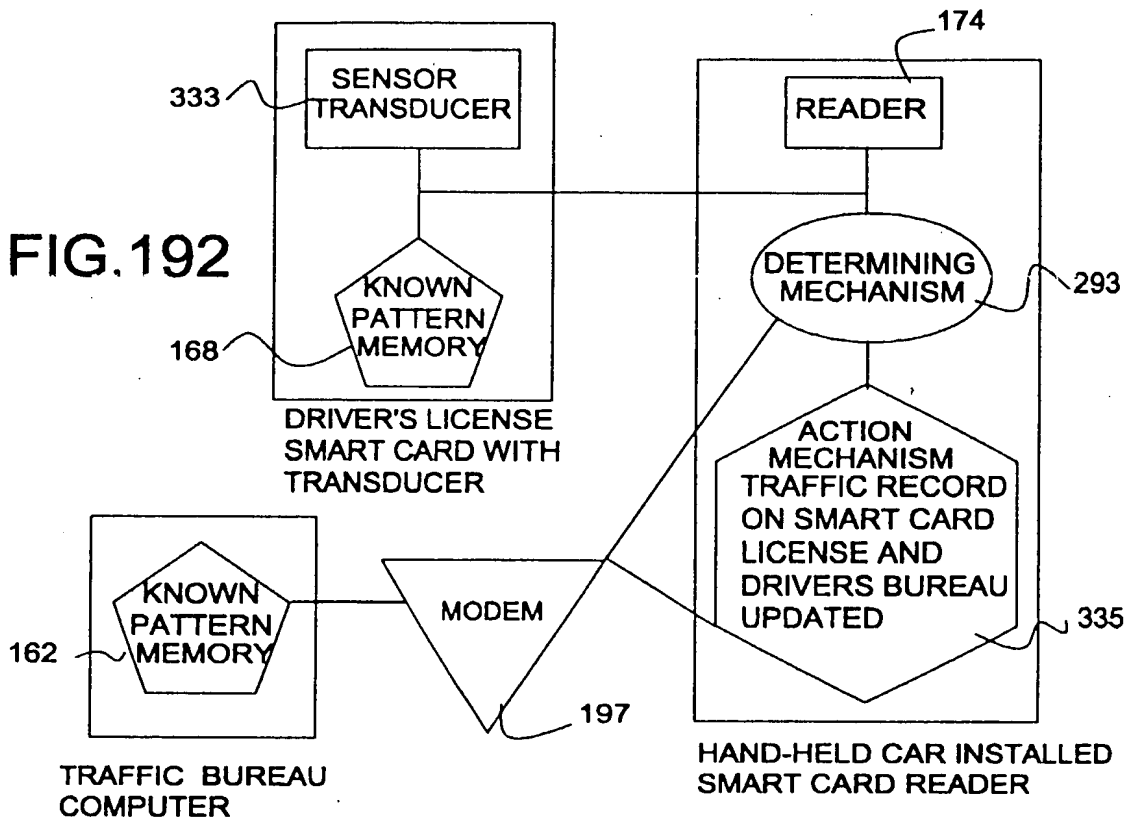 174
SENSOR
TRANSDUCER
333
READER
FIG.192
DETERMINING
MECHANISM
293
KNOWN
PATTERN
MEMORY
168
DRIVER'S LICENSE
SMART CARD WITH
TRANSDUCER
ACTION
MECHANISM
TRAFFIC RECORD
ON SMART CARD
LICENSE AND
DRIVERS BUREAU
UPDATED
335
KNOWN
PATTERN
MEMORY
162
MODEM
197
TRAFFIC BUREAU
COMPUTER
HAND-HELD CAR INSTALLED
SMART CARD READER